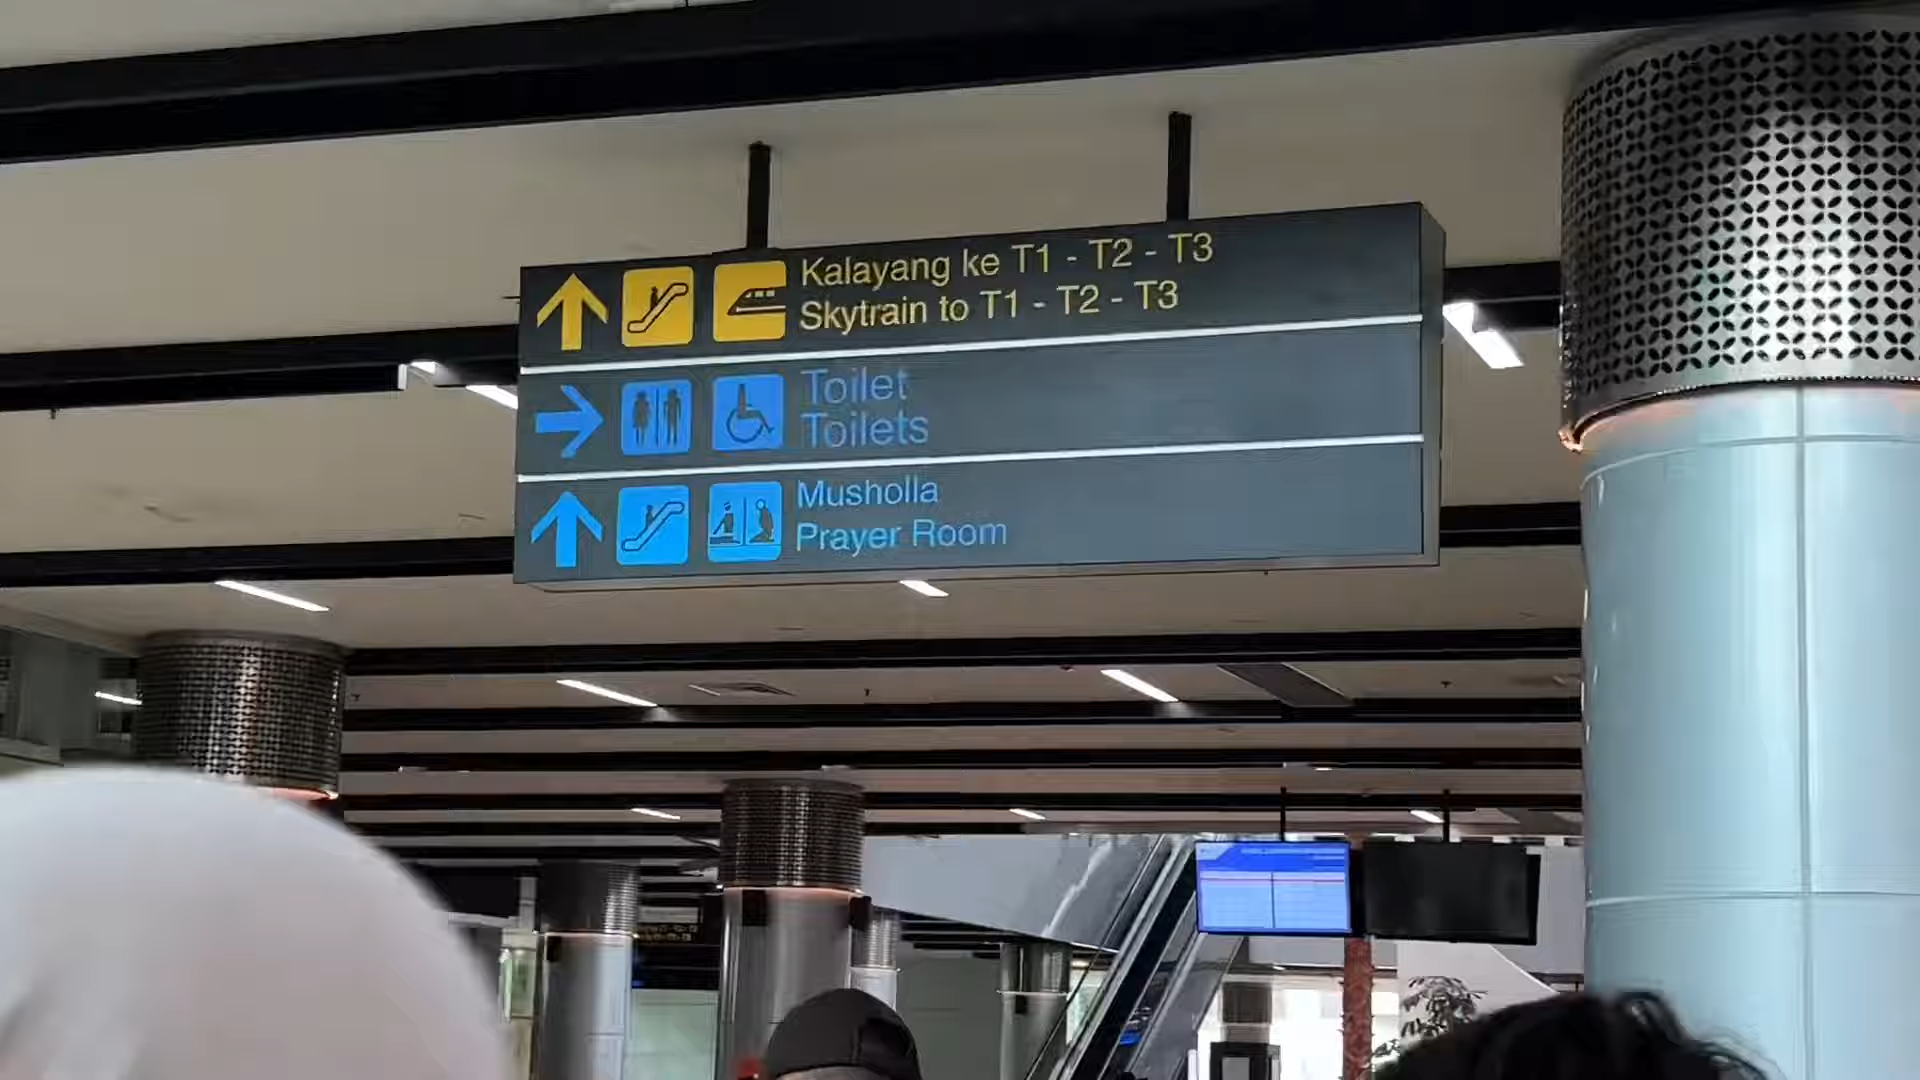 Kalayang ke T1 - T2 - T3
Skytrain to T1 - T2 - T3
Toilet
Toilets
Musholla
Prayer Room